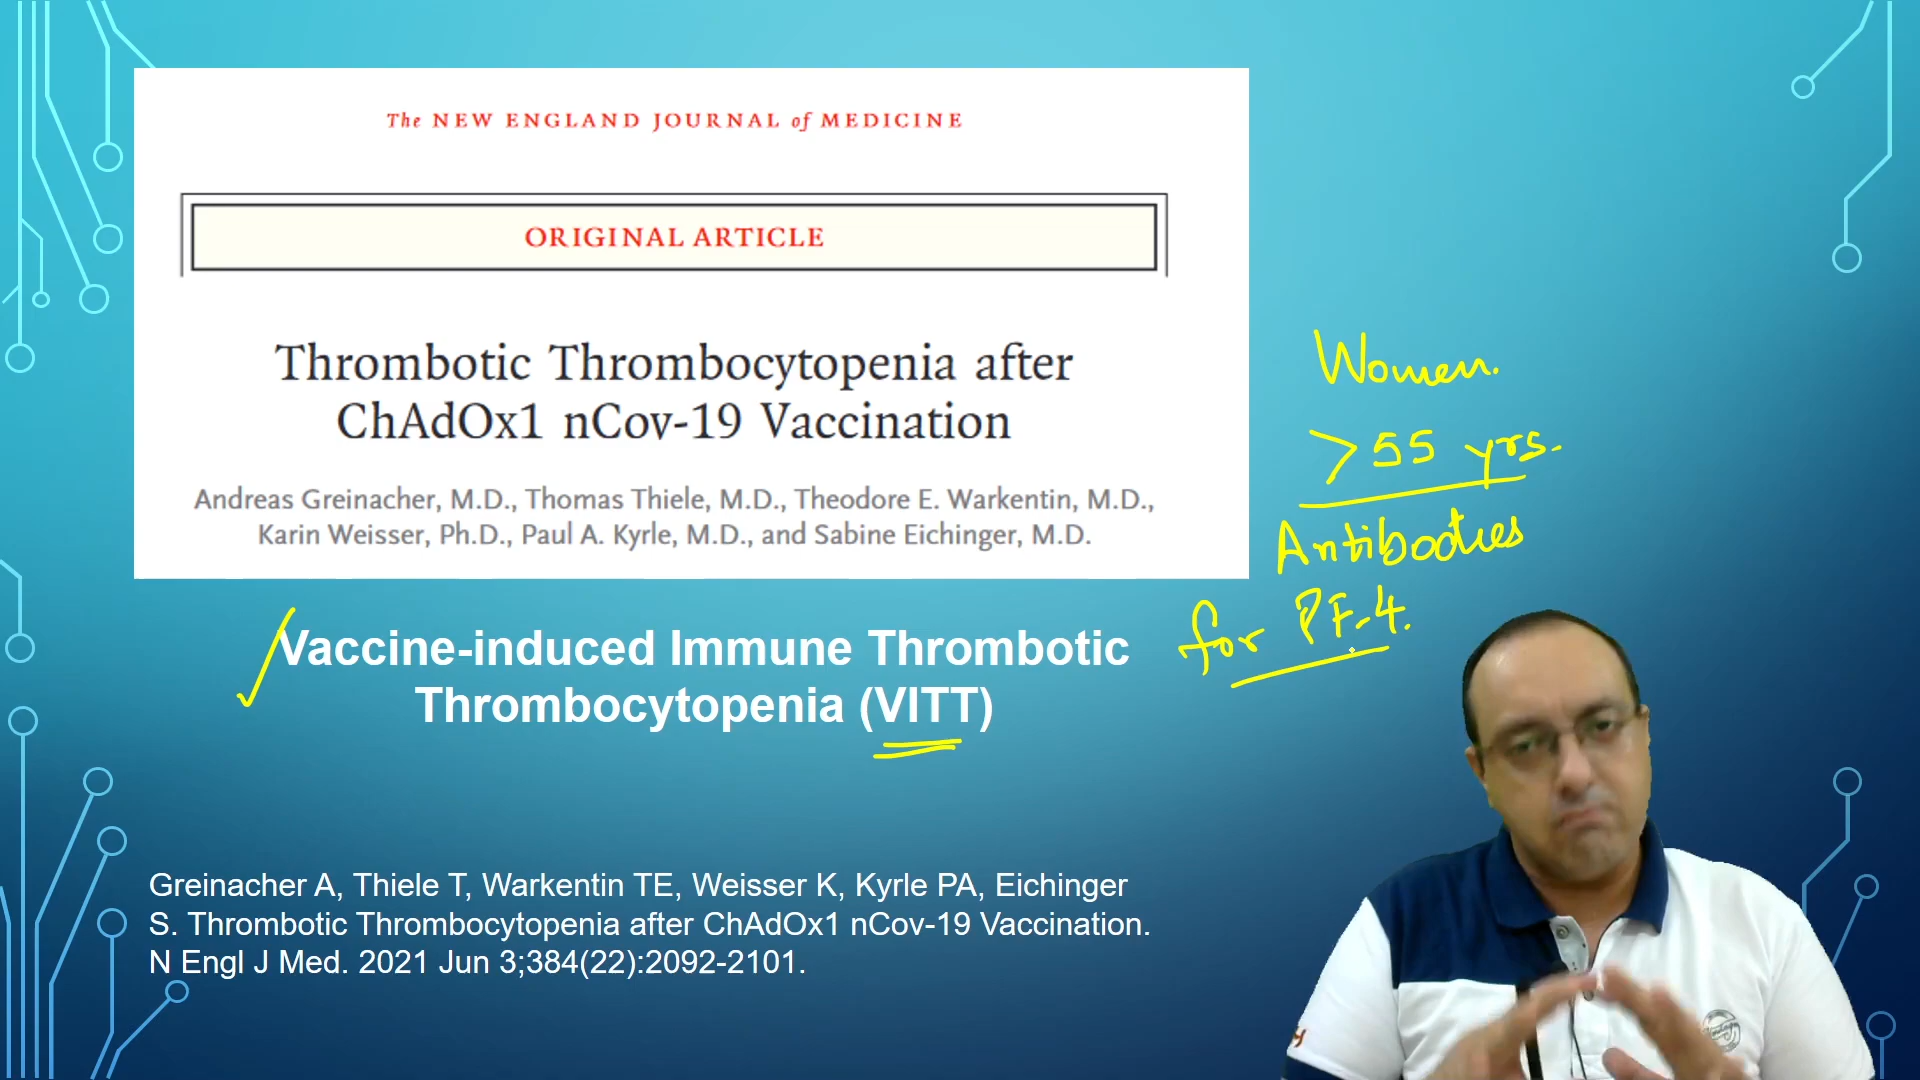 The NEW ENGLAND JOURNAL of MEDICINE
ORIGINAL ARTICLE
Thrombotic Thrombocytopenia after
ChAdOx1 nCov-19 Vaccination
Andreas Greinacher, M.D., Thomas Thiele, M.D., Theodore E. Warkentin, M.D.,
Karin Weisser, Ph.D., Paul A. Kyrle, M.D., and Sabine Eichinger, M.D.
Women.
>55 yrs.
Antibodies
for PF-4.
Vaccine-induced Immune Thrombotic
Thrombocytopenia (VITT)
Greinacher A, Thiele T, Warkentin TE, Weisser K, Kyrle PA, Eichinger
S. Thrombotic Thrombocytopenia after ChAdOx1 nCov-19 Vaccination.
N Engl J Med. 2021 Jun 3;384(22):2092-2101.